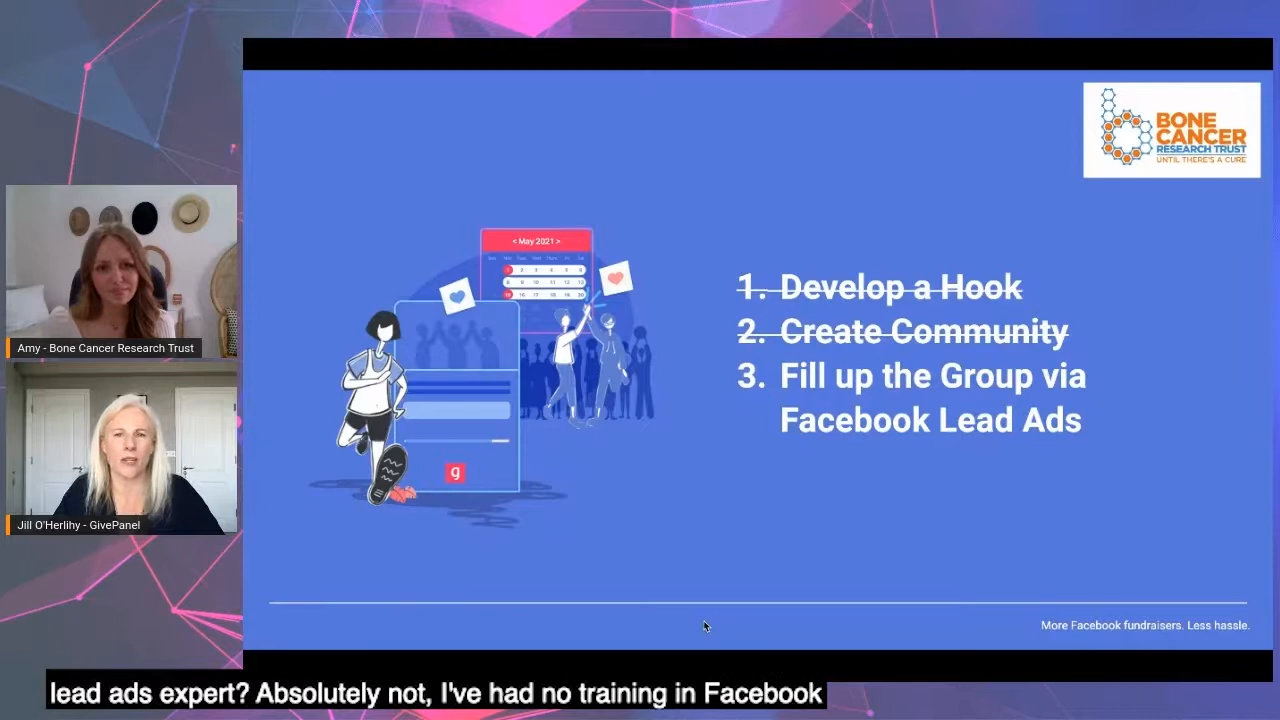 BONE
CANCER
RESEARCH TRUST
UNTIL THERE'S A CURE
< May 2021 >
1. Develop a Hook
2. Create Community
3. Fill up the Group via
Facebook Lead Ads
g
Amy - Bone Cancer Research Trust
Jill O'Herlihy - GivePanel
More Facebook fundraisers. Less hassle.
lead ads expert? Absolutely not, I've had no training in Facebook